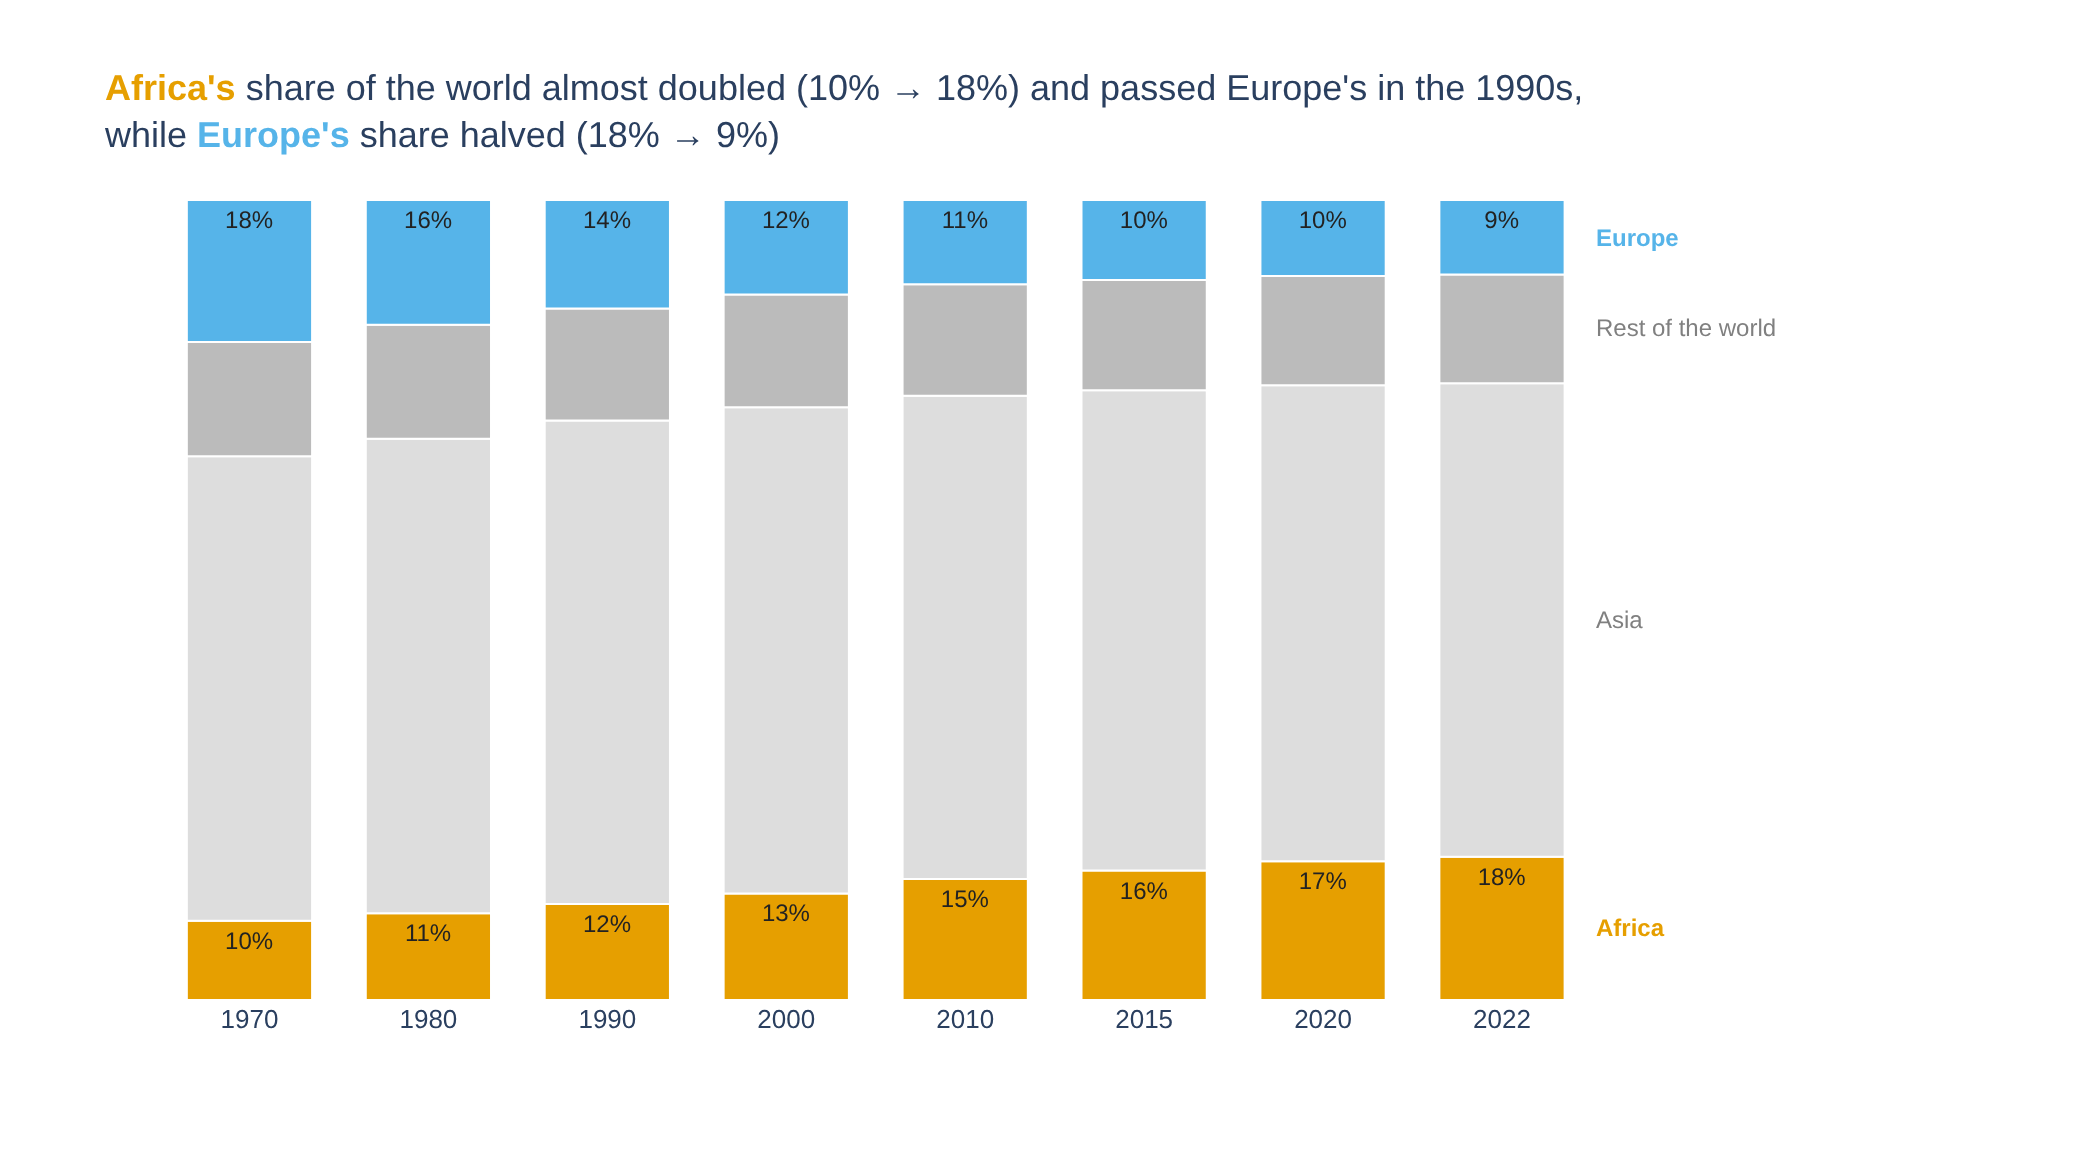 Africa's share of the world almost doubled (10% → 18%) and passed Europe's in the 1990s,
while Europe's share halved (18% → 9%)
18% 16% 14% 12% 11% 10% 10% 9% Europe
Rest of the world
Asia
10% 11% 12% 13% 15% 16% 17% 18%
Africa
1970 1980 1990 2000 2010 2015 2020 2022